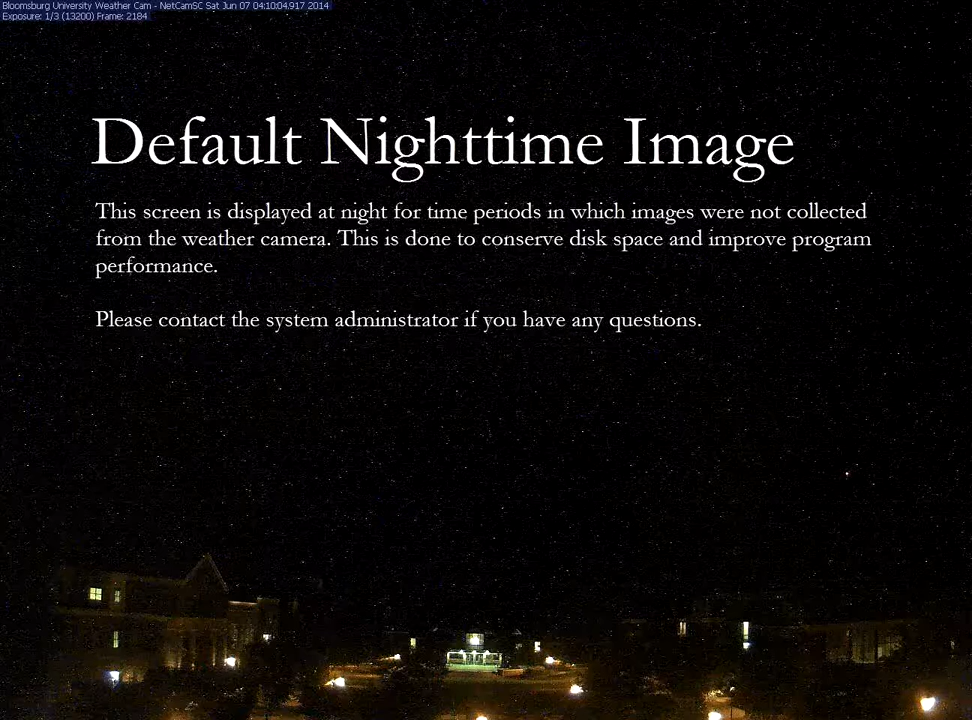 Bloomsburg University Weather Cam - NetCamSC Sat Jun 07 04:10:04.917 2014
Exposure: 1/3 (13200) Frame: 2184
Default Nighttime Image
This screen is displayed at night for time periods in which images were not collected
from the weather camera. This is done to conserve disk space and improve program
performance.
Please contact the system administrator if you have any questions.